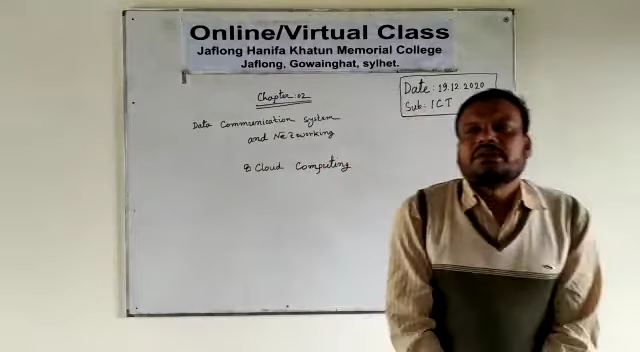 Online/Virtual Class
Jaflong Hanifa Khatun Memorial College
Jaflong, Gowainghat, sylhet.
Date: 19.12.2020
Sub: ICT
Chapter: 02
Data Communication System
and Networking
Cloud Computing